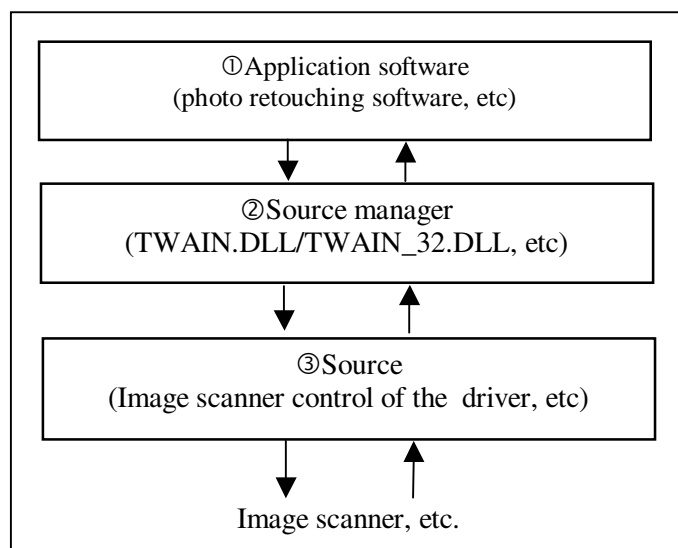 ①Application software
(photo retouching software, etc)
②Source manager
(TWAIN.DLL/TWAIN_32.DLL, etc)
③Source
(Image scanner control of the driver, etc)
Image scanner, etc.